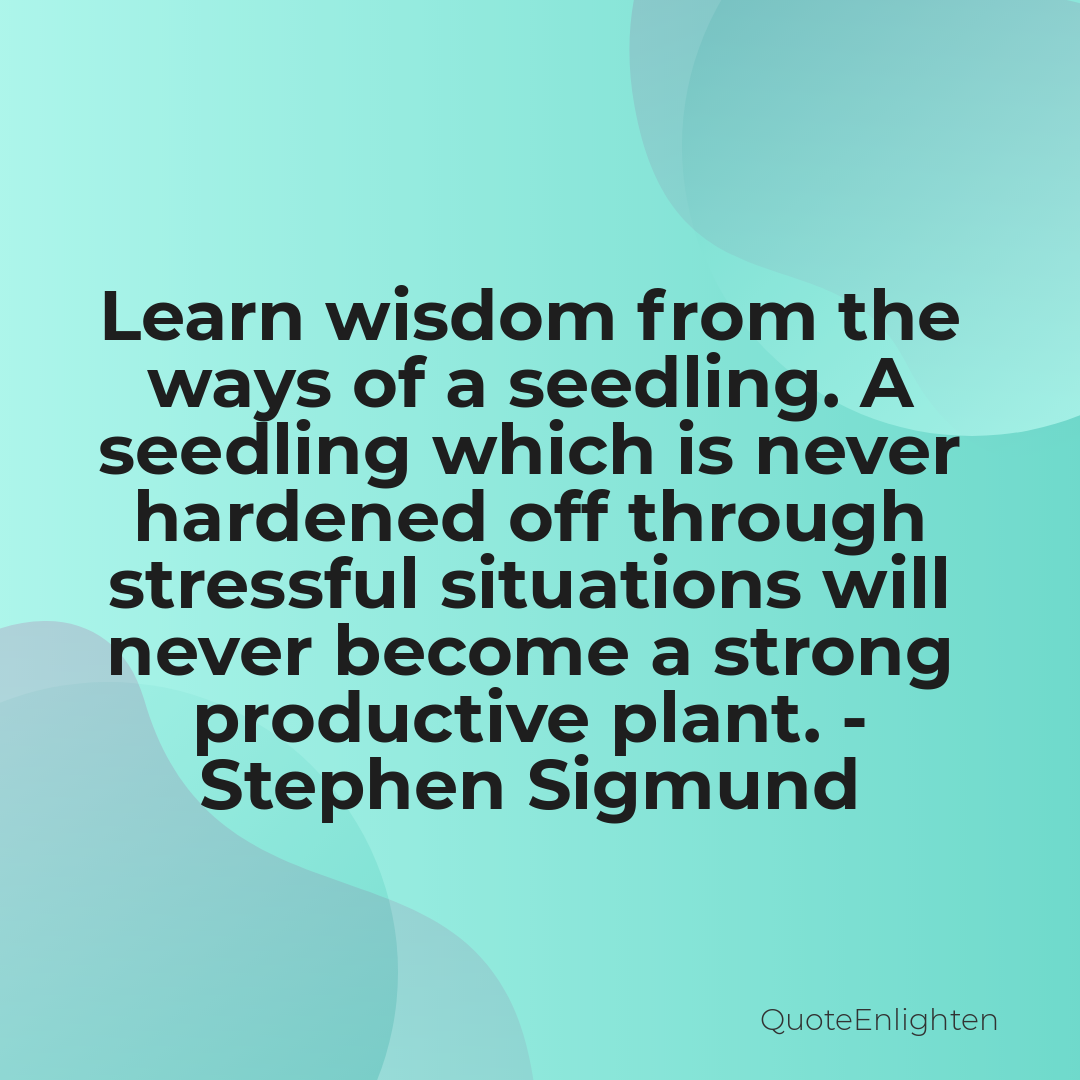 Learn wisdom from the
ways of a seedling. A
seedling which is never
hardened off through
stressful situations will
never become a strong
productive plant. -
Stephen Sigmund
QuoteEnlighten